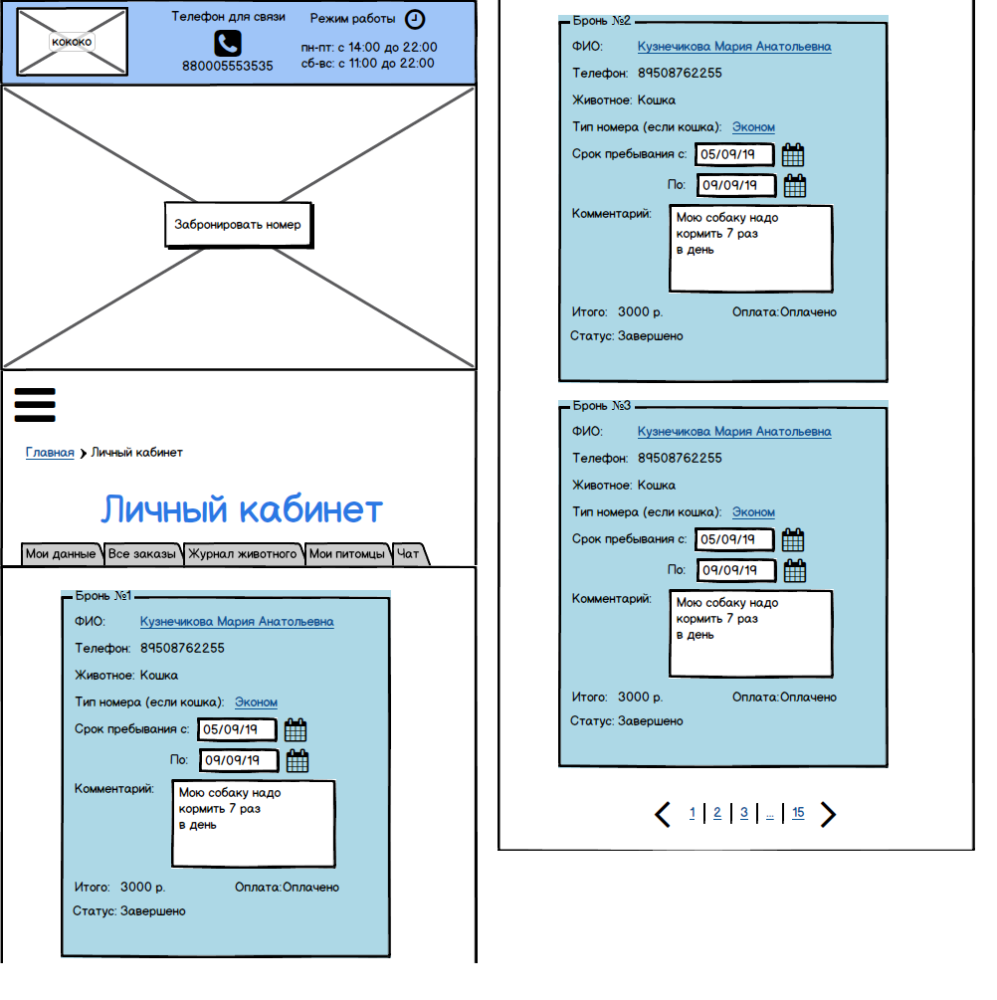 кококо
Телефон для связи
880005553535
Режим работы
пн-пт: с 14:00 до 22:00
сб-вс: с 11:00 до 22:00
Забронировать номер
Главная Личный кабинет
Личный кабинет
Мои данные Все заказы Журнал животного Мои питомцы Чат
Бронь №1
ФИО: Кузнечикова Мария Анатольевна
Телефон: 89508762255
Животное: Кошка
Тип номера (если кошка): Эконом
Срок пребывания с: 05/09/19
По: 09/09/19
Комментарий: Мою собаку надо
кормить 7 раз
в день
Итого: 3000 р. Оплата:Оплачено
Статус: Завершено
Бронь №2
ФИО: Кузнечикова Мария Анатольевна
Телефон: 89508762255
Животное: Кошка
Тип номера (если кошка): Эконом
Срок пребывания с: 05/09/19
По: 09/09/19
Комментарий: Мою собаку надо
кормить 7 раз
в день
Итого: 3000 р. Оплата:Оплачено
Статус: Завершено
Бронь №3
ФИО: Кузнечикова Мария Анатольевна
Телефон: 89508762255
Животное: Кошка
Тип номера (если кошка): Эконом
Срок пребывания с: 05/09/19
По: 09/09/19
Комментарий: Мою собаку надо
кормить 7 раз
в день
Итого: 3000 р. Оплата:Оплачено
Статус: Завершено
1 | 2 | 3 | ... | 15